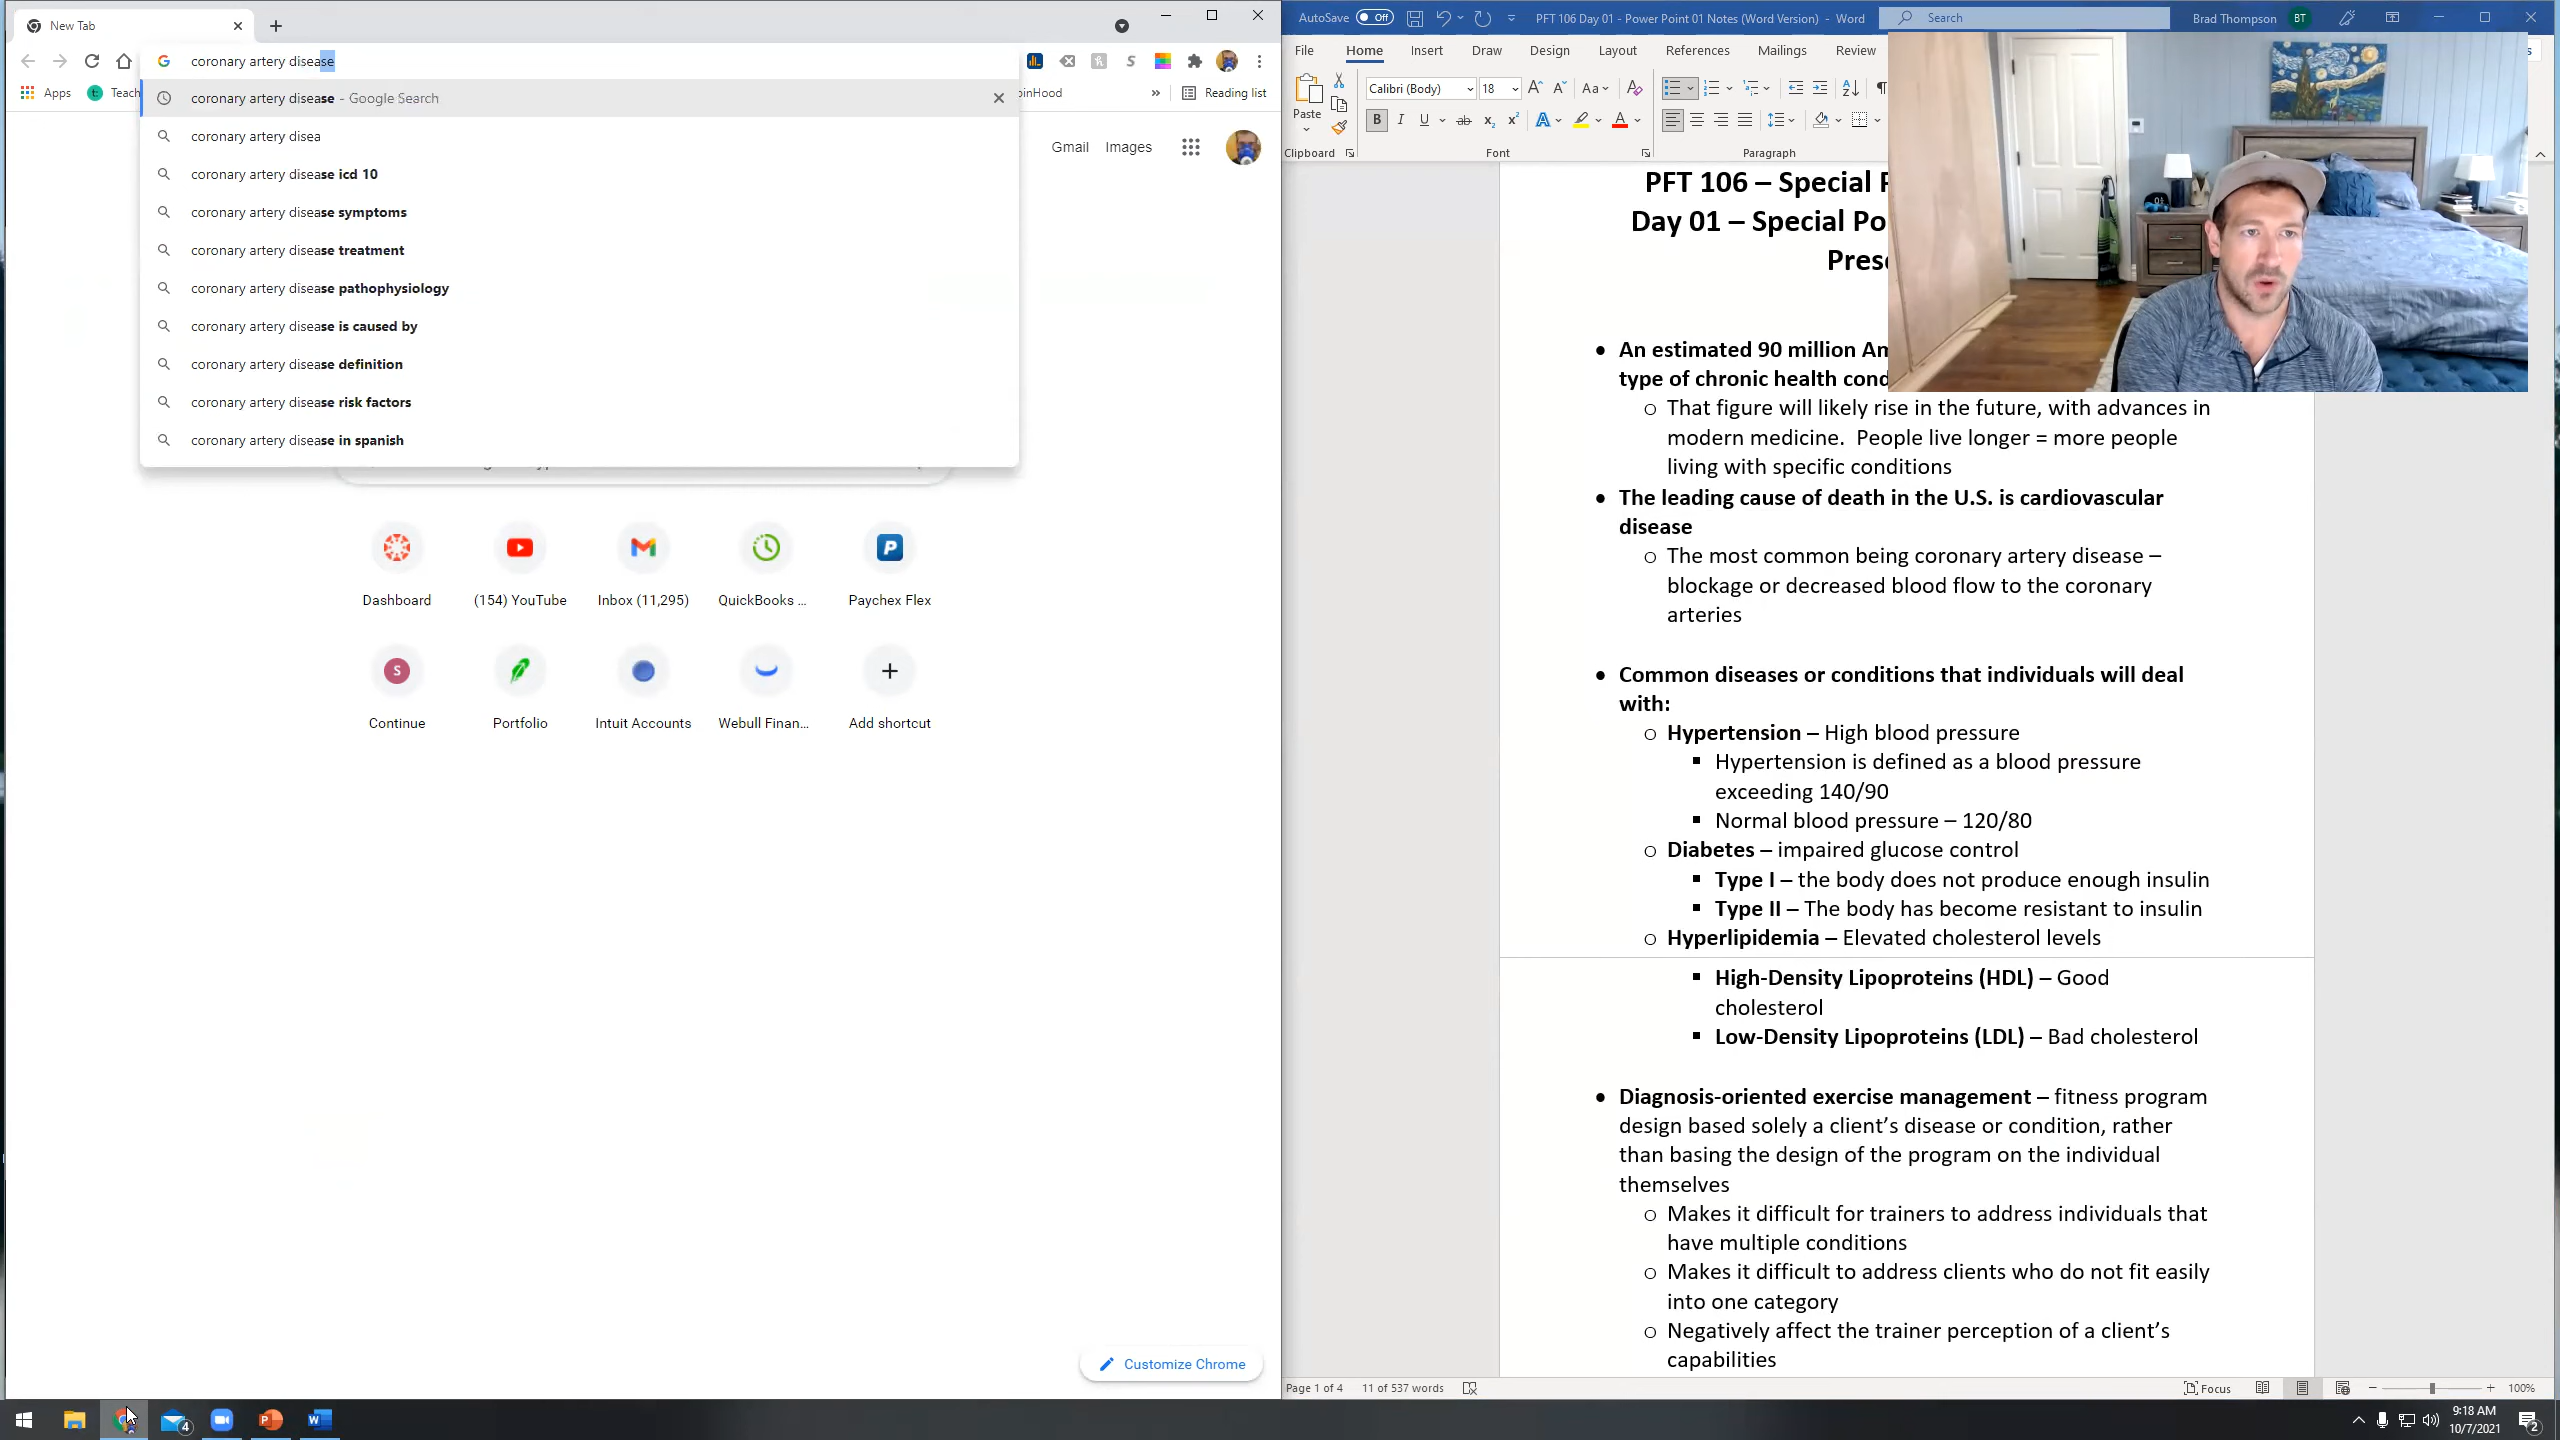 New Tab
coronary artery disease
Apps
Teach
binHood
»
Reading list
coronary artery disease - Google Search
coronary artery disea
coronary artery disease icd 10
coronary artery disease symptoms
coronary artery disease treatment
coronary artery disease pathophysiology
coronary artery disease is caused by
coronary artery disease definition
coronary artery disease risk factors
coronary artery disease in spanish
Gmail Images
Dashboard
(154) YouTube
Inbox (11,295)
QuickBooks ...
Paychex Flex
Continue
Portfolio
Intuit Accounts
Webull Finan...
Add shortcut
Customize Chrome
AutoSave Off
PFT 106 Day 01 - Power Point 01 Notes (Word Version) - Word
Search
Brad Thompson BT
File Home Insert Draw Design Layout References Mailings Review
Paste
Calibri (Body) 18
Clipboard Font Paragraph
PFT 106 – Special P
Day 01 – Special Po
Prese
• An estimated 90 million Am
type of chronic health cond
o That figure will likely rise in the future, with advances in
modern medicine. People live longer = more people
living with specific conditions
• The leading cause of death in the U.S. is cardiovascular
disease
o The most common being coronary artery disease –
blockage or decreased blood flow to the coronary
arteries
• Common diseases or conditions that individuals will deal
with:
o Hypertension – High blood pressure
▪ Hypertension is defined as a blood pressure
exceeding 140/90
▪ Normal blood pressure – 120/80
o Diabetes – impaired glucose control
▪ Type I – the body does not produce enough insulin
▪ Type II – The body has become resistant to insulin
o Hyperlipidemia – Elevated cholesterol levels
▪ High-Density Lipoproteins (HDL) – Good
cholesterol
▪ Low-Density Lipoproteins (LDL) – Bad cholesterol
• Diagnosis-oriented exercise management – fitness program
design based solely a client’s disease or condition, rather
than basing the design of the program on the individual
themselves
o Makes it difficult for trainers to address individuals that
have multiple conditions
o Makes it difficult to address clients who do not fit easily
into one category
o Negatively affect the trainer perception of a client’s
capabilities
Page 1 of 4 11 of 537 words
Focus
100%
4
9:18 AM
10/7/2021
2